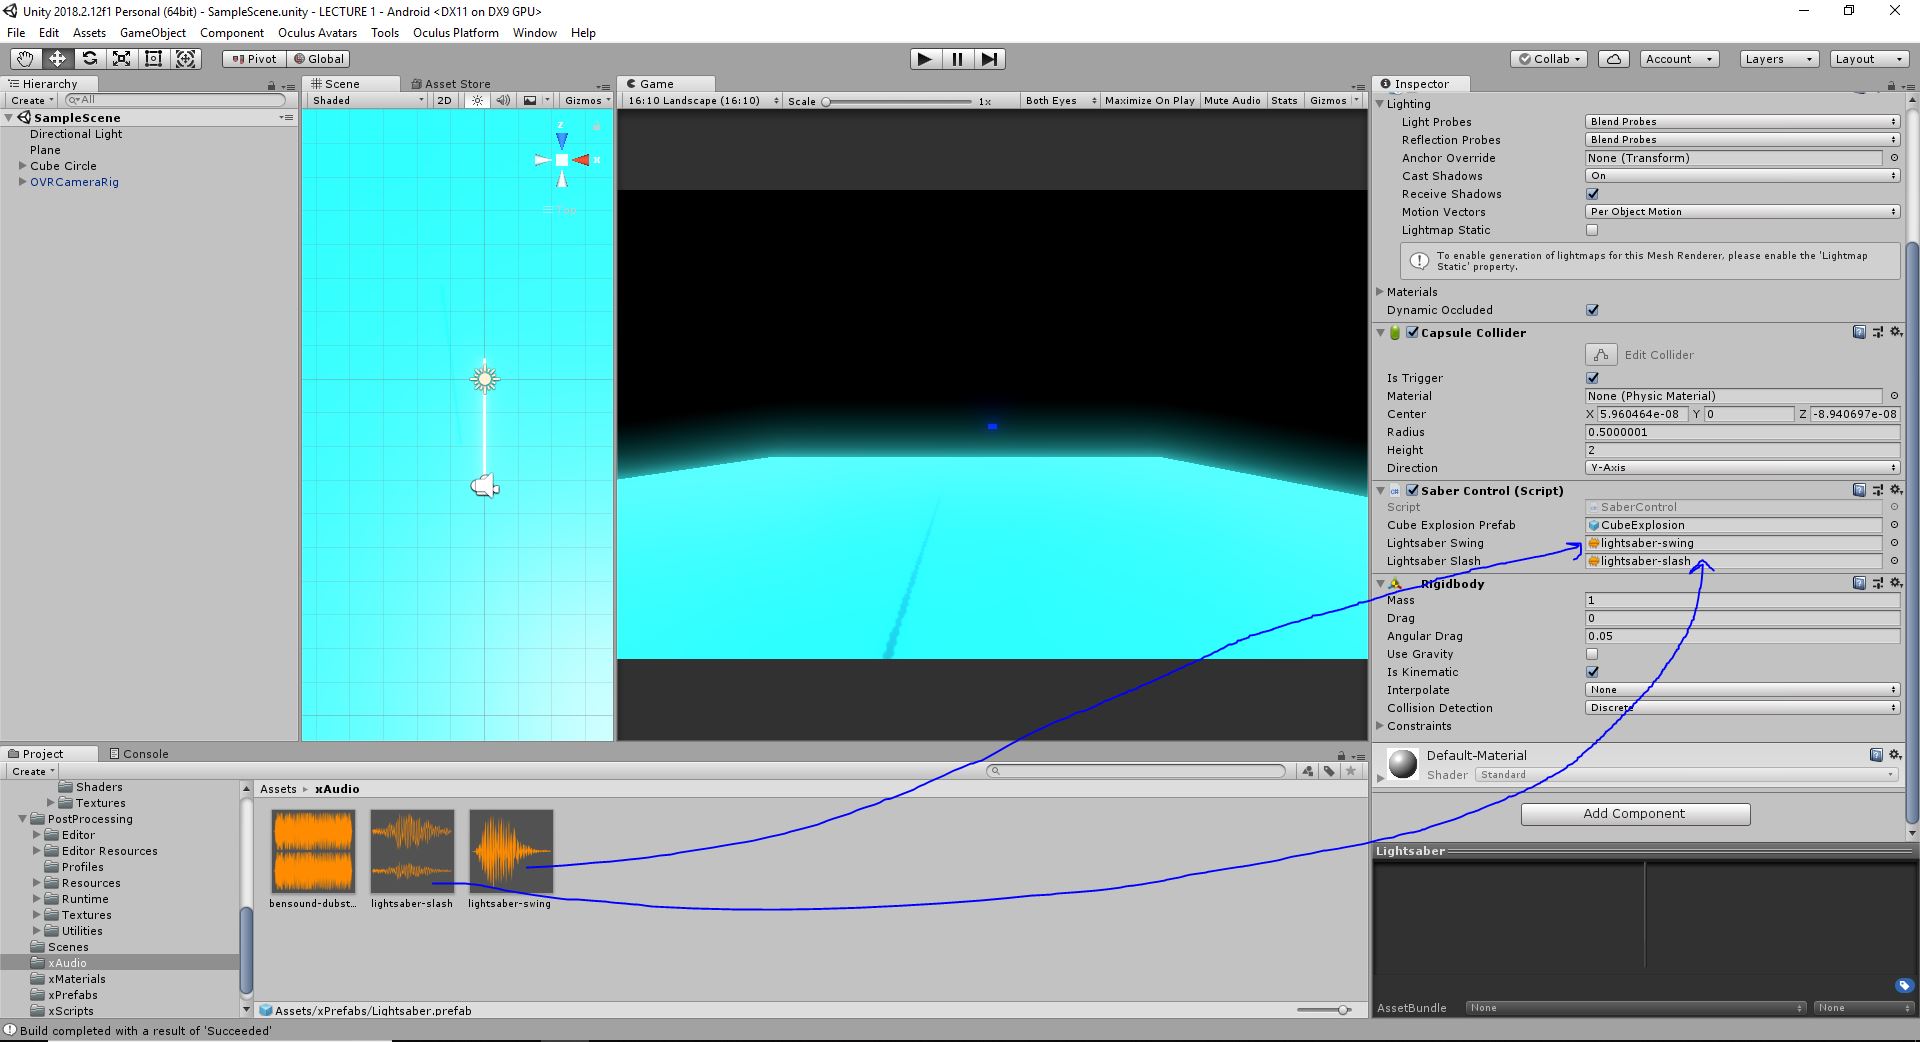 Unity 2018.2.12f1 Personal (64bit) - SampleScene.unity - LECTURE 1 - Android <DX11 on DX9 GPU>
File Edit Assets GameObject Component Oculus Avatars Tools Oculus Platform Window Help
Pivot Global Collab Account Layers Layout
Hierarchy
Create All
SampleScene
Directional Light
Plane
Cube Circle
OVRCameraRig
Scene Asset Store
Shaded 2D Gizmos
z
x
Top
Game
16:10 Landscape (16:10) Scale 1x Both Eyes Maximize On Play Mute Audio Stats Gizmos
Inspector
Lighting
Light Probes Blend Probes
Reflection Probes Blend Probes
Anchor Override None (Transform)
Cast Shadows On
Receive Shadows
Motion Vectors Per Object Motion
Lightmap Static
To enable generation of lightmaps for this Mesh Renderer, please enable the 'Lightmap
Static' property.
Materials
Dynamic Occluded
Capsule Collider
Edit Collider
Is Trigger
Material None (Physic Material)
Center X 5.960464e-08 Y 0 Z -8.940697e-08
Radius 0.5000001
Height 2
Direction Y-Axis
Saber Control (Script)
Script SaberControl
Cube Explosion Prefab CubeExplosion
Lightsaber Swing lightsaber-swing
Lightsaber Slash lightsaber-slash
Rigidbody
Mass 1
Drag 0
Angular Drag 0.05
Use Gravity
Is Kinematic
Interpolate None
Collision Detection Discrete
Constraints
Default-Material
Shader Standard
Add Component
Lightsaber
AssetBundle None None
Project Console
Create
Shaders
Textures
PostProcessing
Editor
Editor Resources
Profiles
Resources
Runtime
Textures
Utilities
Scenes
xAudio
xMaterials
xPrefabs
xScripts
Assets xAudio
bensound-dubst... lightsaber-slash lightsaber-swing
Assets/xPrefabs/Lightsaber.prefab
Build completed with a result of 'Succeeded'